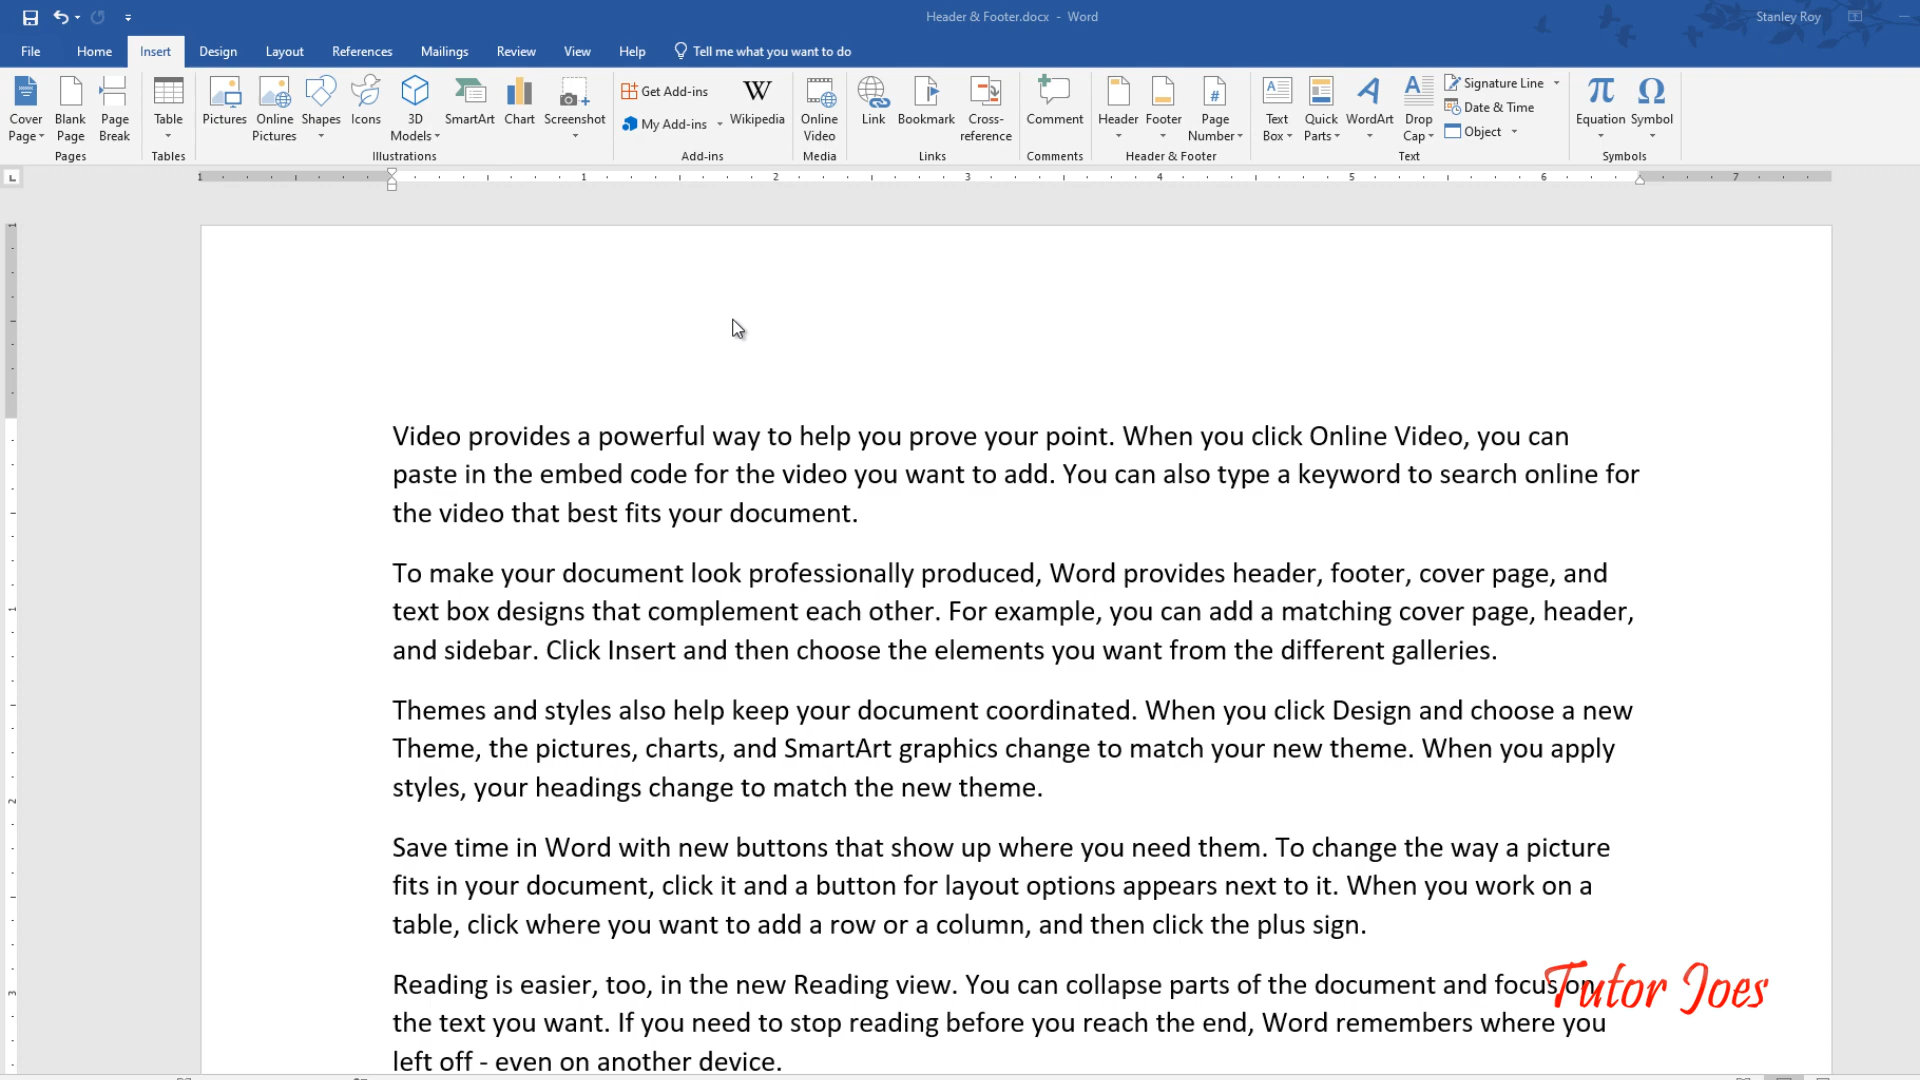 Header & Footer.docx - Word
Stanley Roy
File Home Insert Design Layout References Mailings Review View Help Tell me what you want to do
Cover Page
Blank Page
Page Break
Pages
Table
Tables
Pictures
Online Pictures
Shapes
Icons
3D Models
SmartArt
Chart
Screenshot
Illustrations
Get Add-ins
My Add-ins
W
Wikipedia
Add-ins
Online Video
Media
Link
Bookmark
Cross-reference
Links
Comment
Comments
Header
Footer
#
Page Number
Header & Footer
Text Box
Quick Parts
WordArt
Drop Cap
Signature Line
Date & Time
Object
Text
π
Equation
Ω
Symbol
Symbols
1 1 2 3 4 5 6 7
1
1
2
3
Video provides a powerful way to help you prove your point. When you click Online Video, you can
paste in the embed code for the video you want to add. You can also type a keyword to search online for
the video that best fits your document.
To make your document look professionally produced, Word provides header, footer, cover page, and
text box designs that complement each other. For example, you can add a matching cover page, header,
and sidebar. Click Insert and then choose the elements you want from the different galleries.
Themes and styles also help keep your document coordinated. When you click Design and choose a new
Theme, the pictures, charts, and SmartArt graphics change to match your new theme. When you apply
styles, your headings change to match the new theme.
Save time in Word with new buttons that show up where you need them. To change the way a picture
fits in your document, click it and a button for layout options appears next to it. When you work on a
table, click where you want to add a row or a column, and then click the plus sign.
Reading is easier, too, in the new Reading view. You can collapse parts of the document and focus on
the text you want. If you need to stop reading before you reach the end, Word remembers where you
left off - even on another device.
Tutor Joes